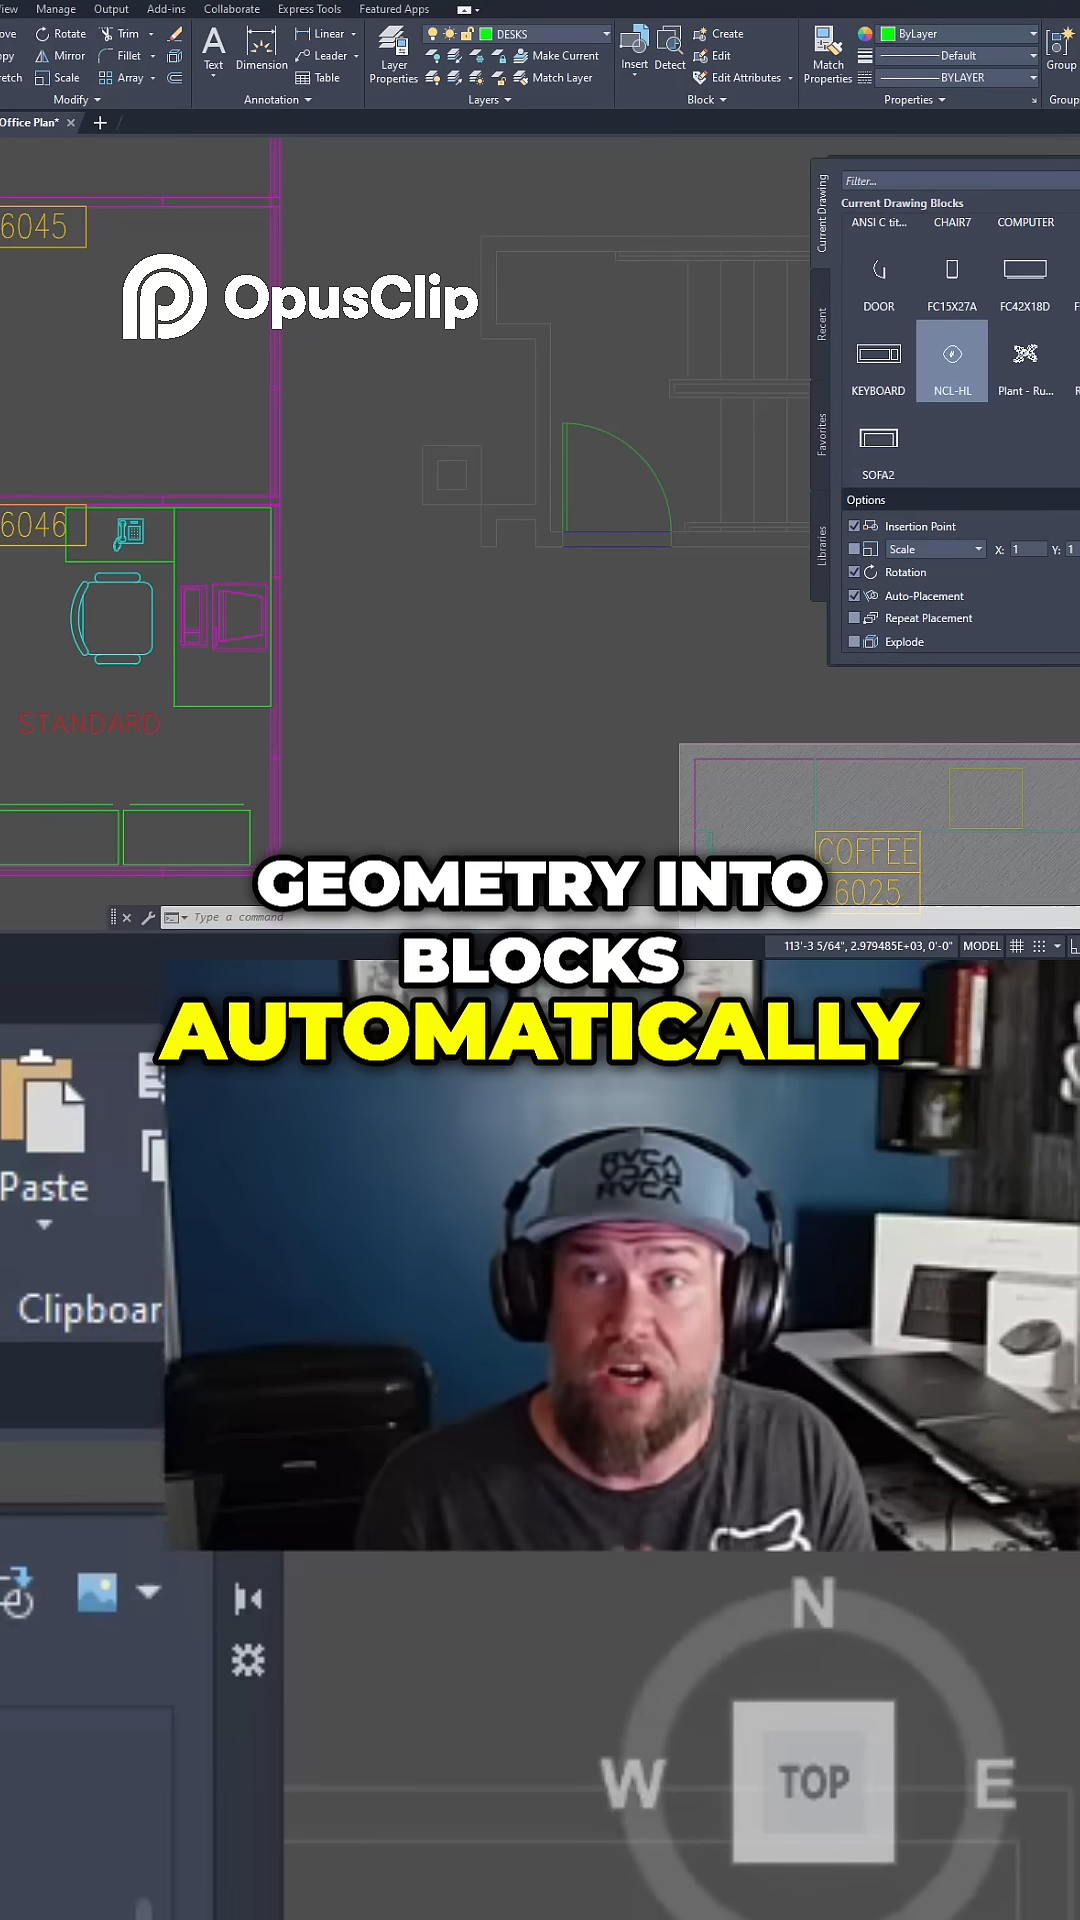 View Manage Output Add-ins Collaborate Express Tools Featured Apps
Rotate Trim
Mirror Fillet
Scale Array
Modify
Text
Dimension
Linear
Leader
Table
Annotation
Layer
Properties
DESKS
Make Current
Match Layer
Layers
Insert
Detect
Create
Edit
Edit Attributes
Block
Match
Properties
ByLayer
Default
BYLAYER
Properties
Group
Group
Office Plan*
6045
OpusClip
Current Drawing
Recent
Favorites
Libraries
Filter...
Current Drawing Blocks
ANSI C tit... CHAIR7 COMPUTER
DOOR FC15X27A FC42X18D
KEYBOARD NCL-HL Plant - Ru...
SOFA2
Options
Insertion Point
Scale X: 1 Y: 1
Rotation
Auto-Placement
Repeat Placement
Explode
6046
STANDARD
COFFEE
6025
Type a command
113'-3 5/64", 2.979485E+03, 0'-0" MODEL
GEOMETRY INTO
BLOCKS
AUTOMATICALLY
Paste
Clipboar
RVCA
N
W
TOP
E